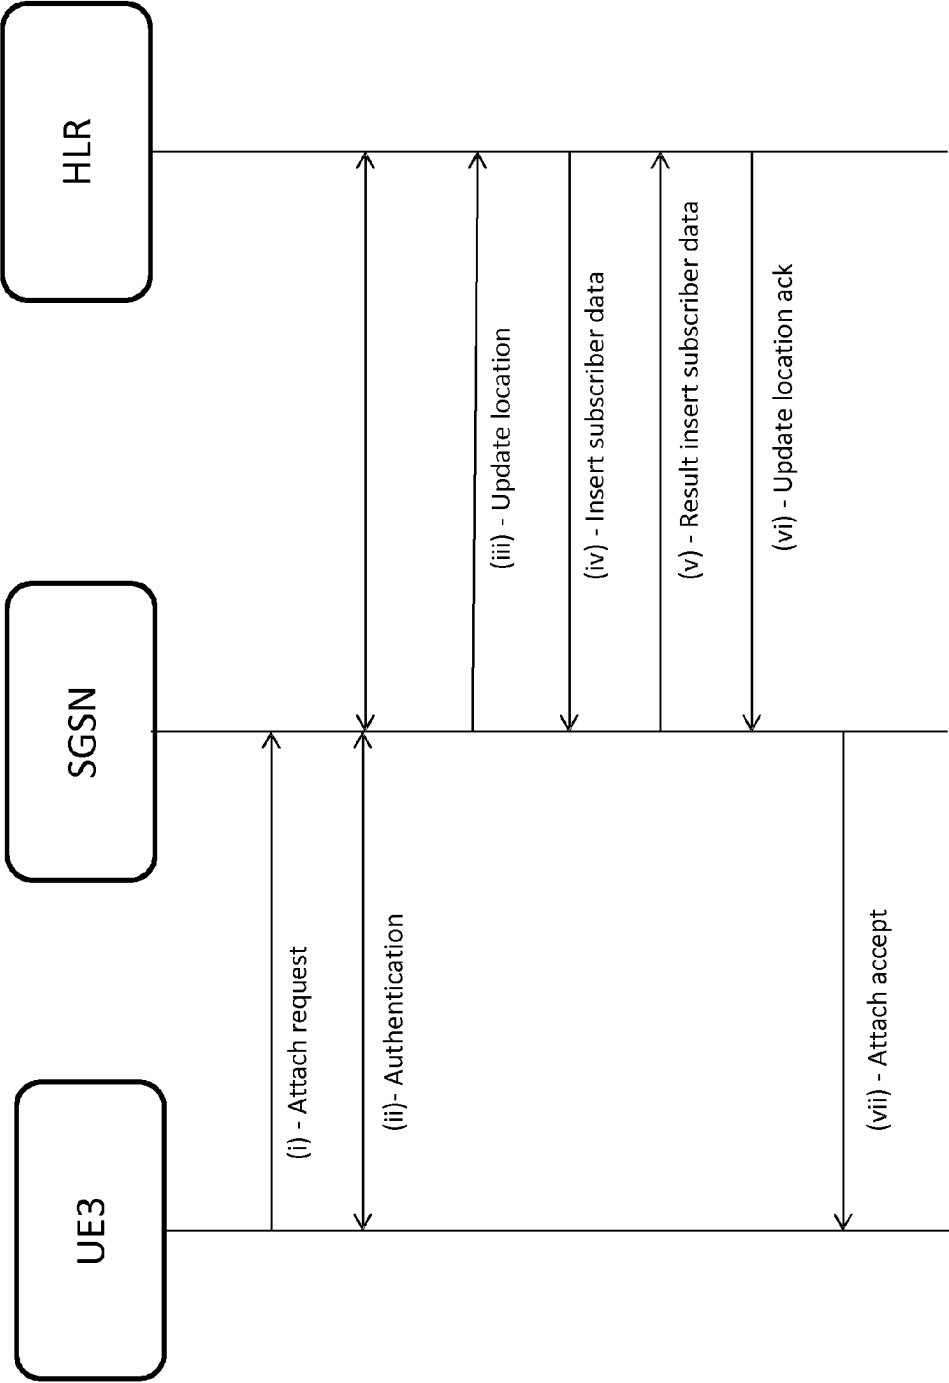 UE3
SGSN
HLR
(i) - Attach request
(ii)- Authentication
(iii) - Update location
(iv) - Insert subscriber data
(v) - Result insert subscriber data
(vi) - Update location ack
(vii) - Attach accept